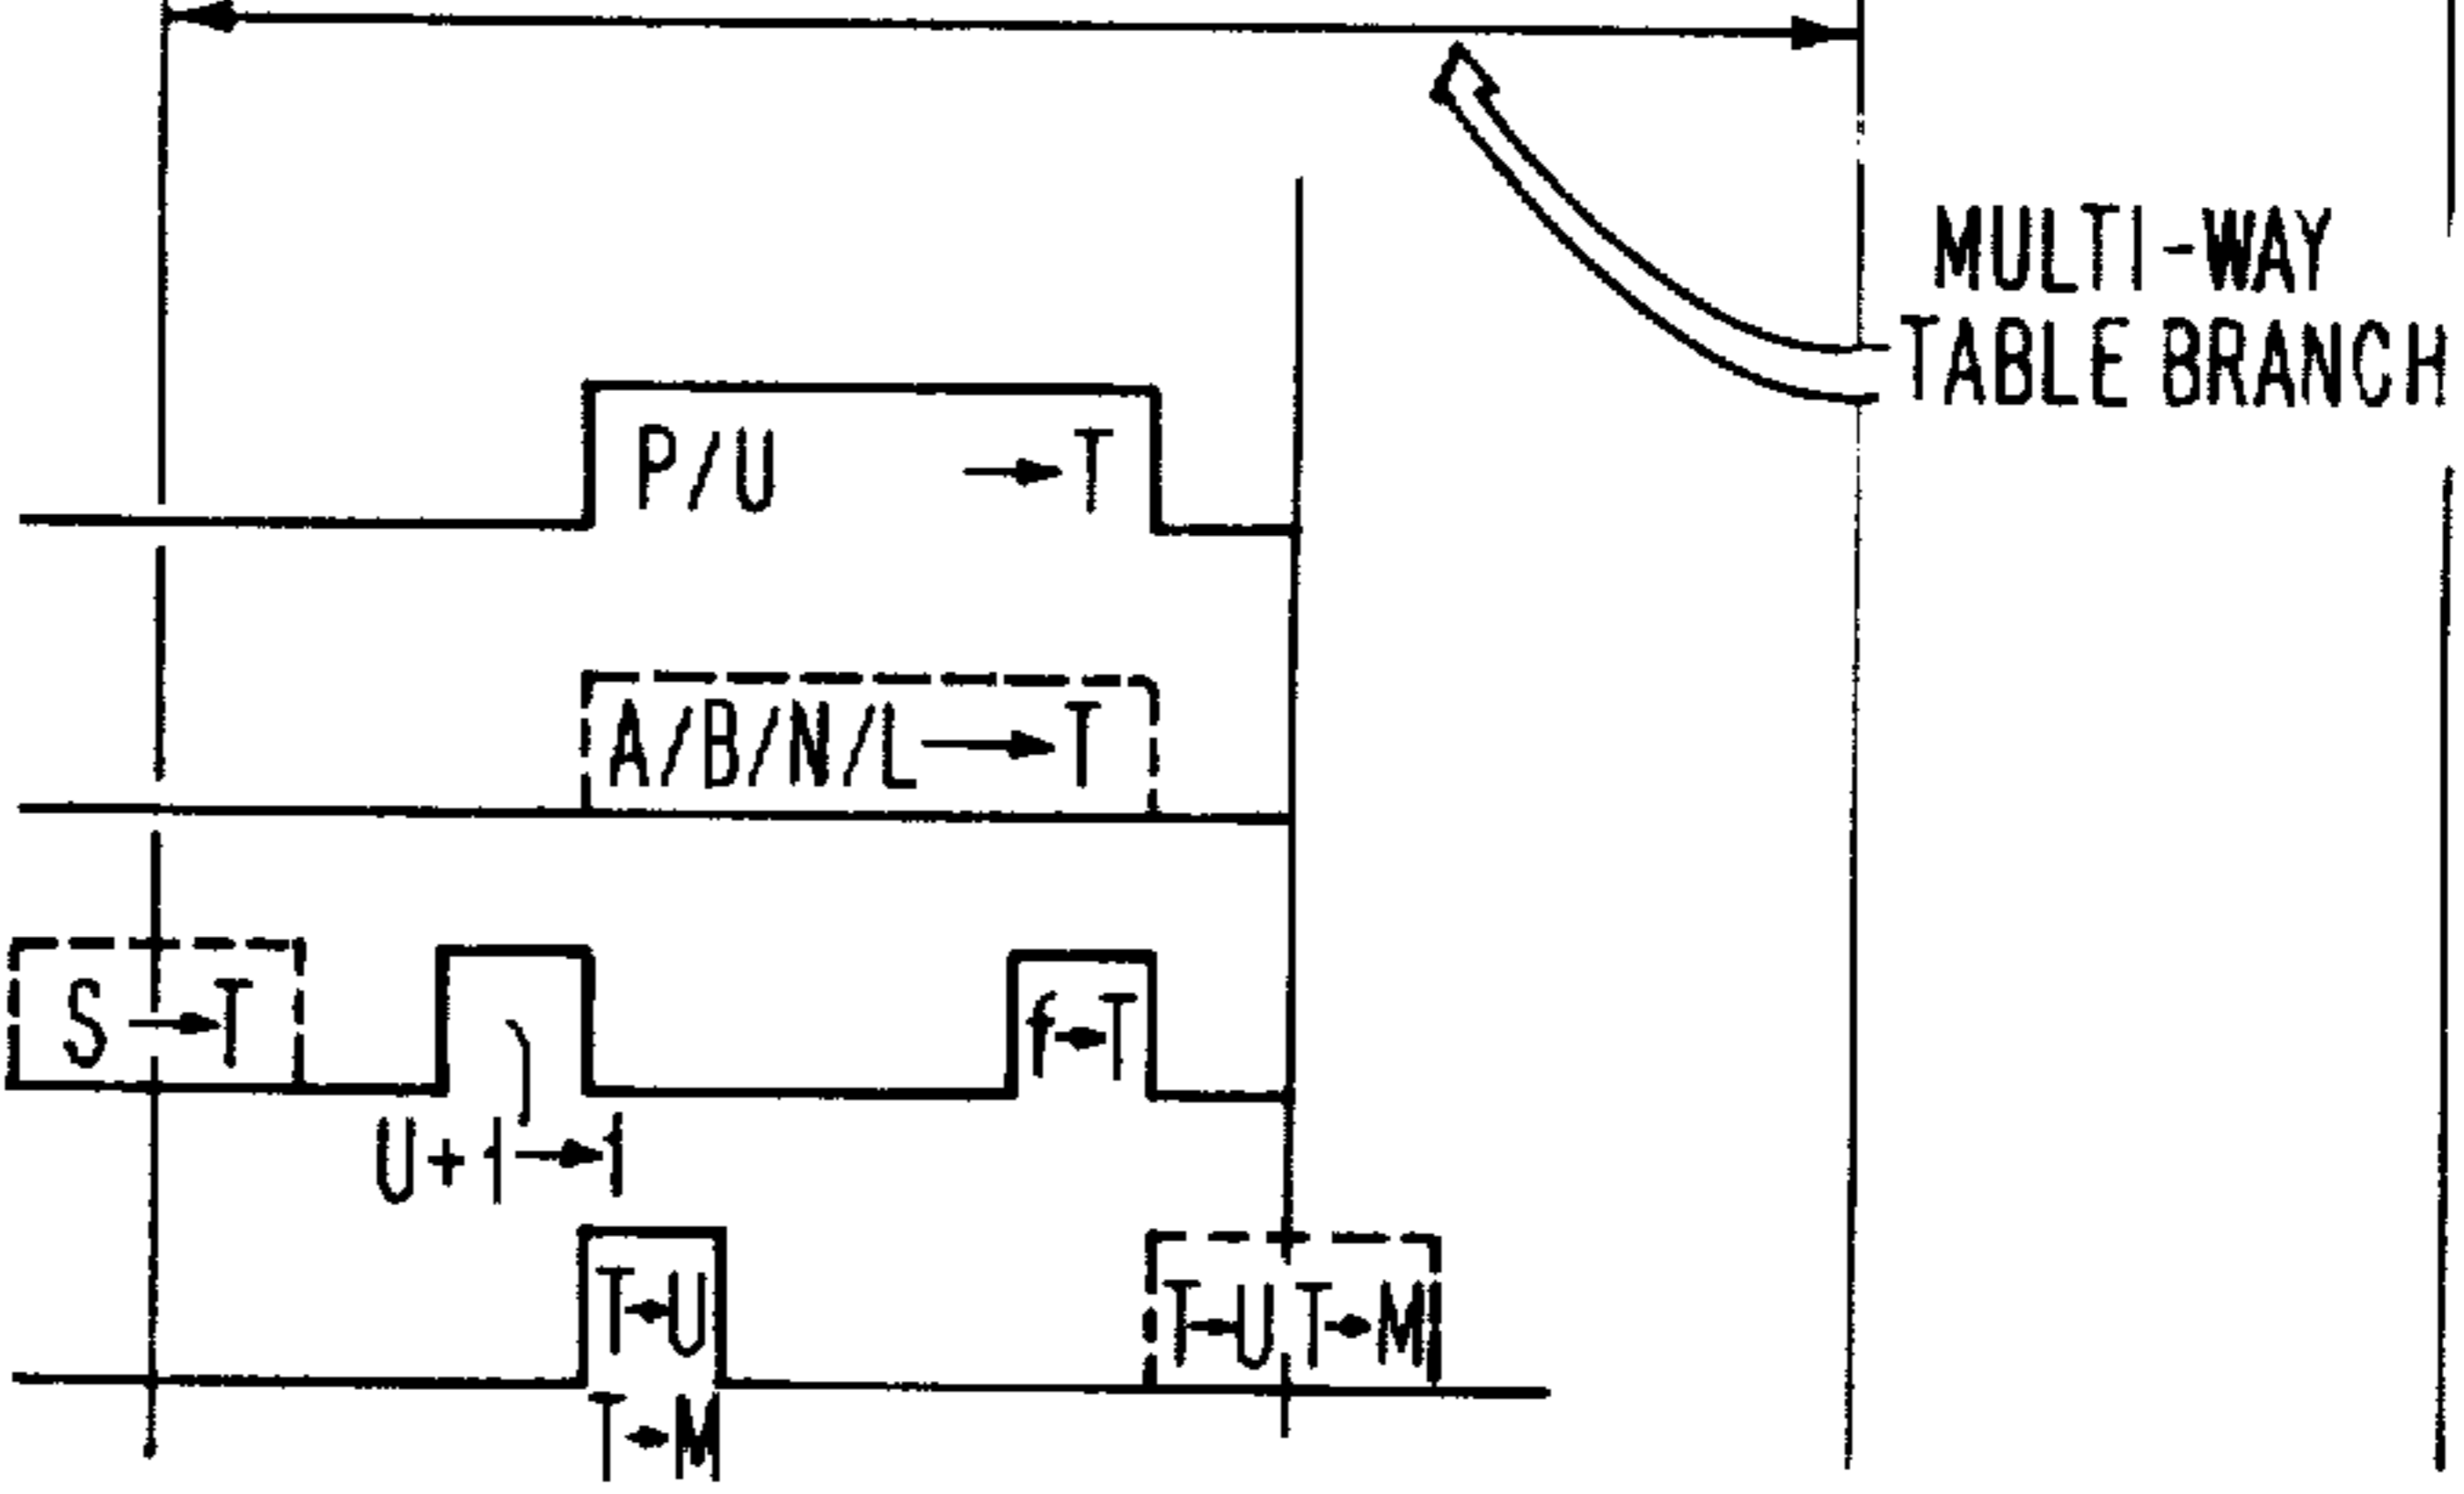 MULTI-WAY
TABLE BRANCH
P/U → T
A/B/N/L → T
S → T
f → T
U + 1 → 1
T → U
T → U T → M
T → M